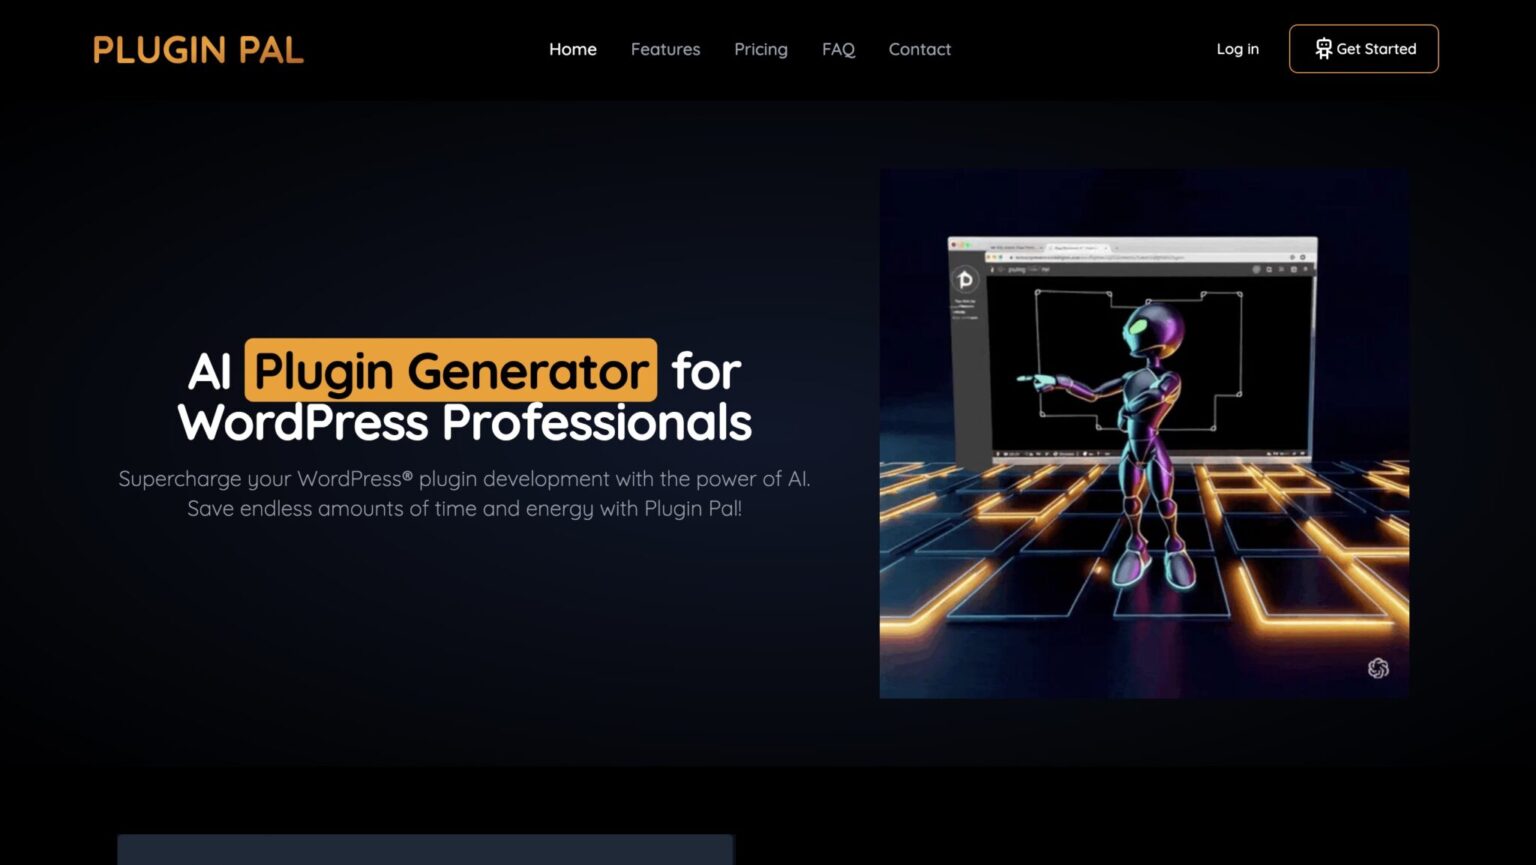 PLUGIN PAL
Home
Features
Pricing
FAQ
Contact
Log in
Get Started
AI Plugin Generator for
WordPress Professionals
Supercharge your WordPress® plugin development with the power of AI.
Save endless amounts of time and energy with Plugin Pal!